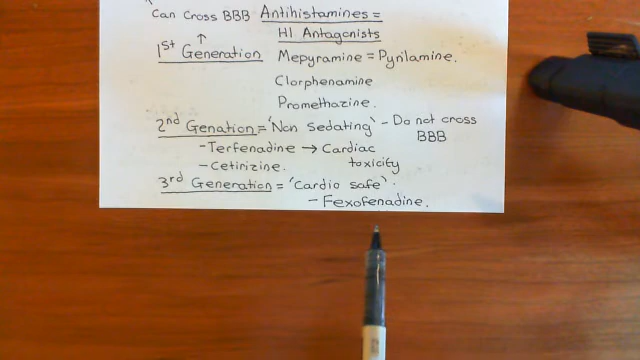 Can Cross BBB Antihistamines =
H1 Antagonists
↑
1st Generation Mepyramine = Pyrilamine.
Clorphenamine
Promethazine.
2nd Genation = 'Non Sedating' - Do not cross
BBB
- Terfenadine → Cardiac
toxicity
- Cetirizine.
3rd Generation = 'Cardio safe'.
- Fexofenadine.